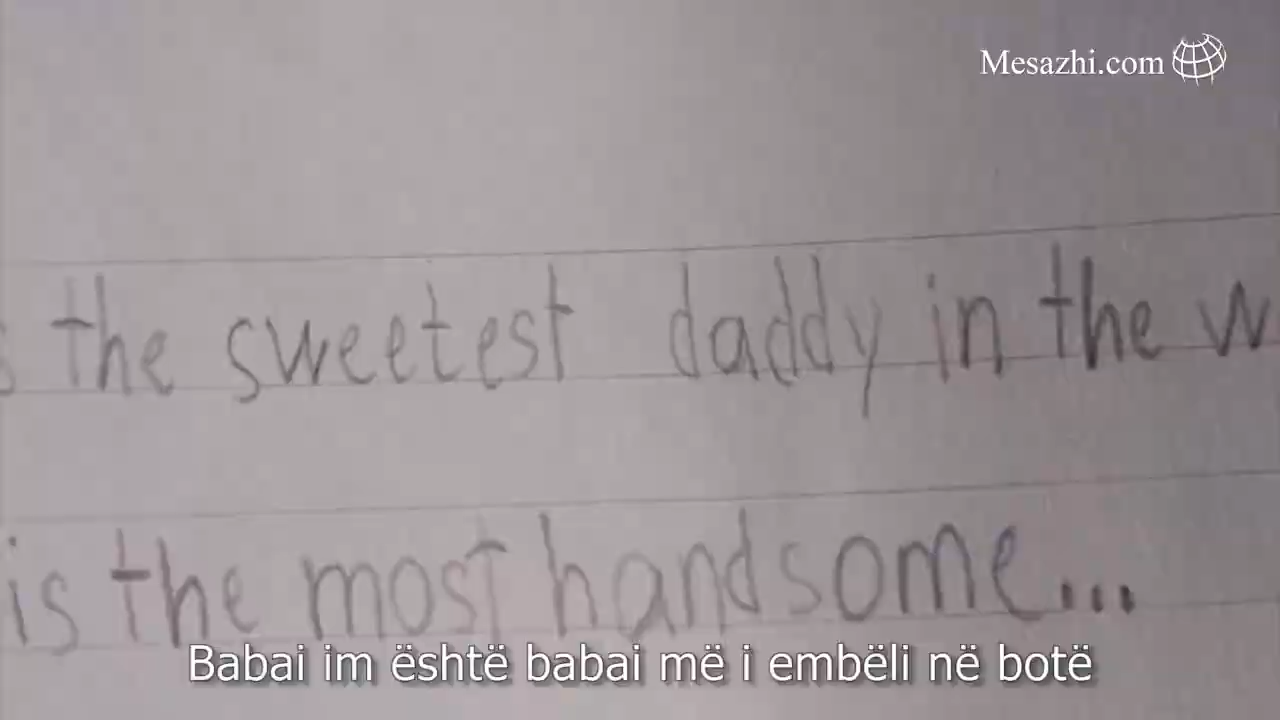 Mesazhi.com
the sweetest daddy in the
is the most handsome...
Babai im është babai më i embëli në botë